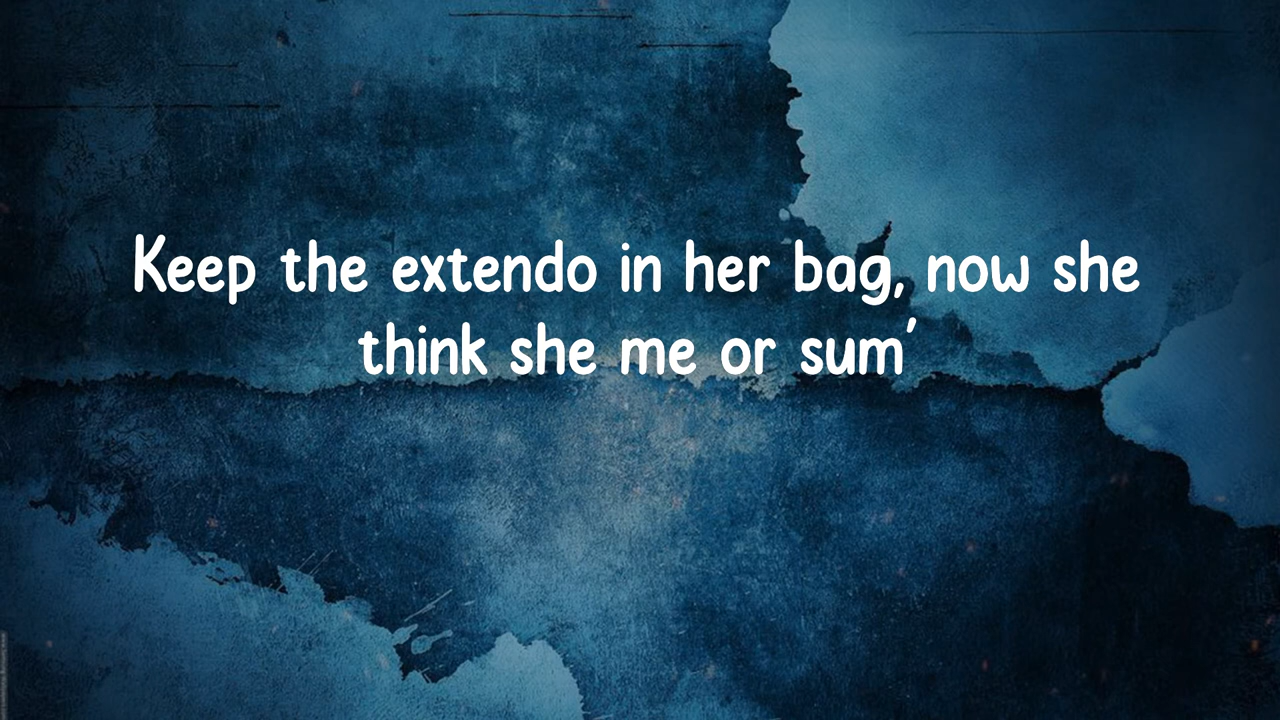 Keep the extendo in her bag, now she
think she me or sum’